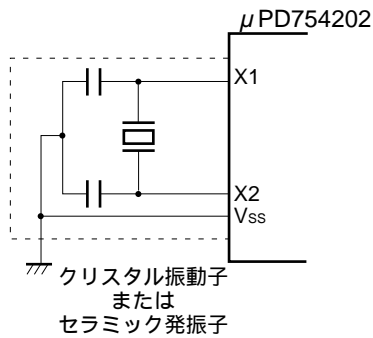 μPD754202
X1
X2
VSS
クリスタル振動子
または
セラミック発振子